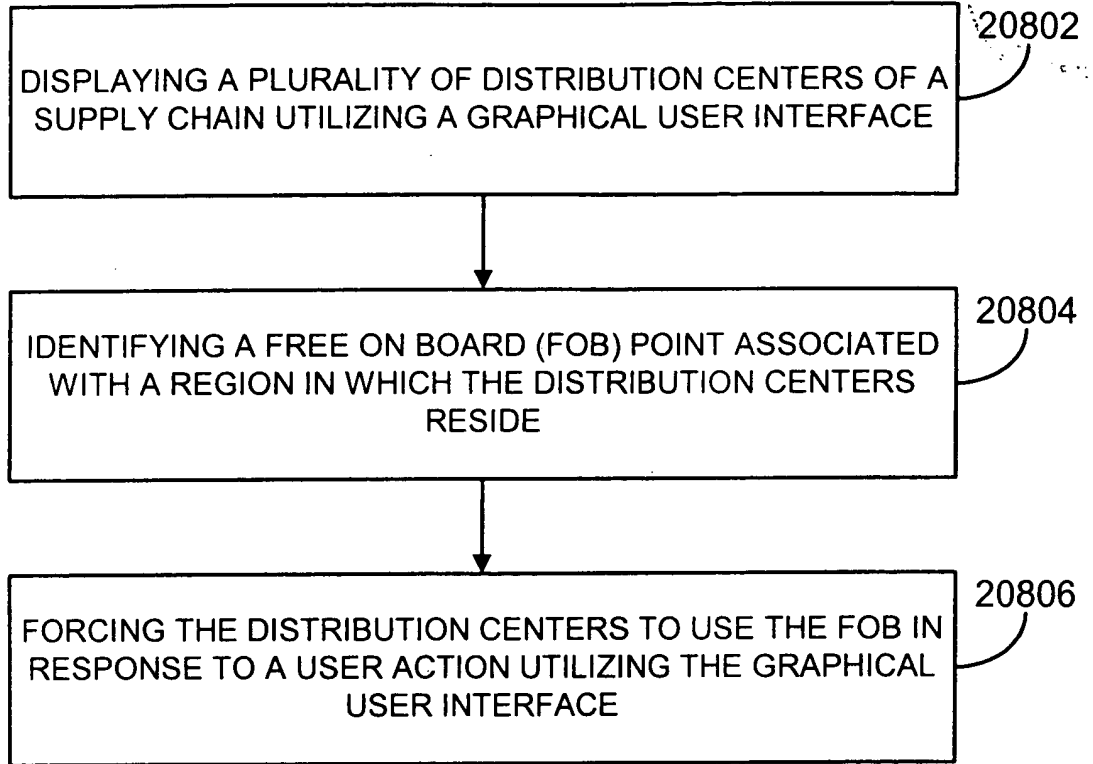 20802
DISPLAYING A PLURALITY OF DISTRIBUTION CENTERS OF A
SUPPLY CHAIN UTILIZING A GRAPHICAL USER INTERFACE
20804
IDENTIFYING A FREE ON BOARD (FOB) POINT ASSOCIATED
WITH A REGION IN WHICH THE DISTRIBUTION CENTERS
RESIDE
20806
FORCING THE DISTRIBUTION CENTERS TO USE THE FOB IN
RESPONSE TO A USER ACTION UTILIZING THE GRAPHICAL
USER INTERFACE